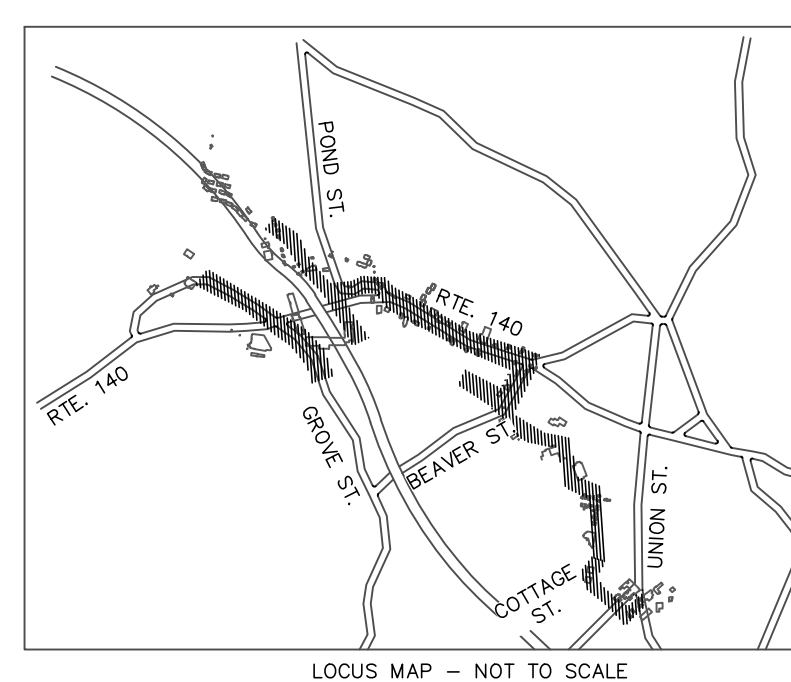 POND ST.
RTE. 140
RTE. 140
GROVE ST.
BEAVER ST.
UNION ST.
COTTAGE
ST.
LOCUS MAP – NOT TO SCALE